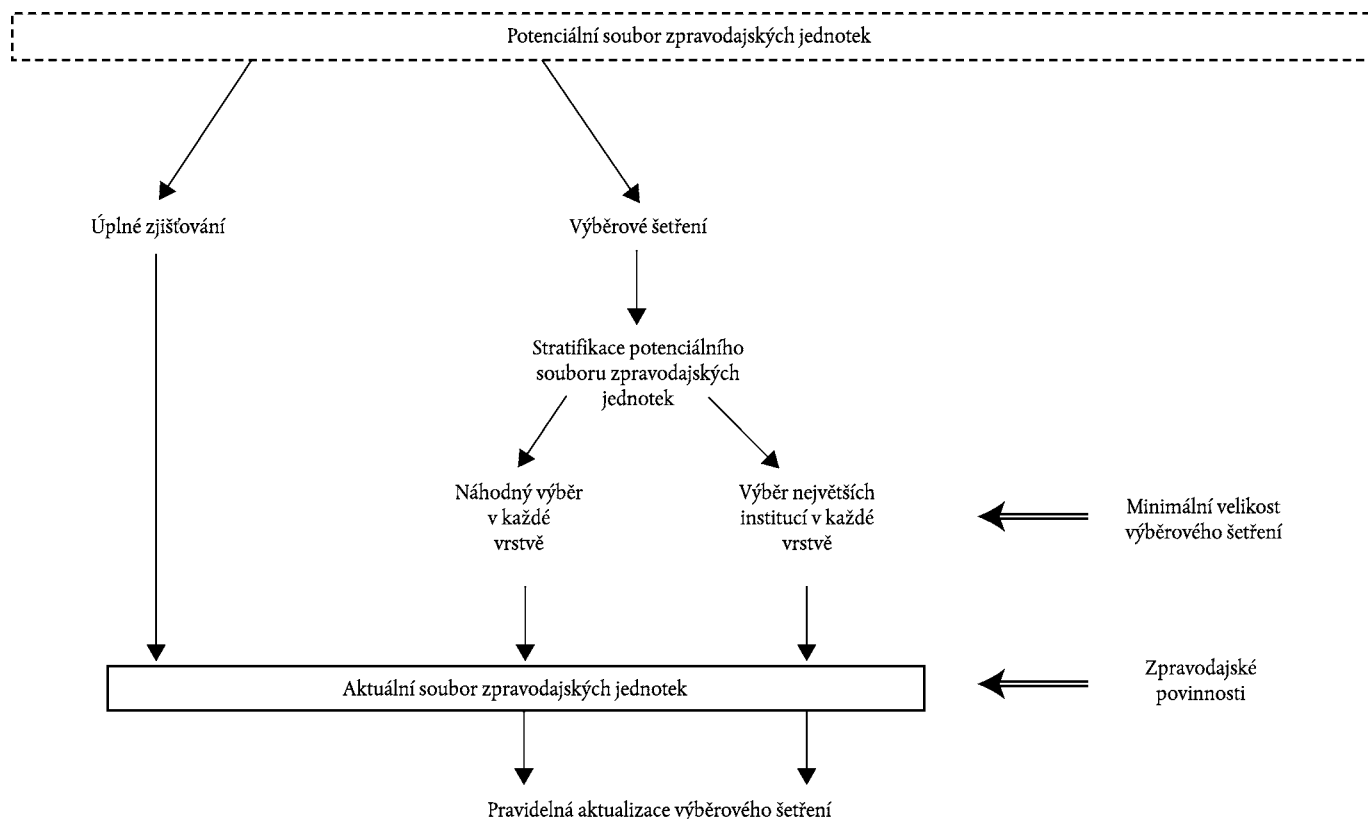 Potenciální soubor zpravodajských jednotek
Úplné zjišťování
Výběrové šetření
Stratifikace potenciálního
souboru zpravodajských
jednotek
Náhodný výběr
v každé
vrstvě
Výběr největších
institucí v každé
vrstvě
Minimální velikost
výběrového šetření
Aktuální soubor zpravodajských jednotek
Zpravodajské
povinnosti
Pravidelná aktualizace výběrového šetření